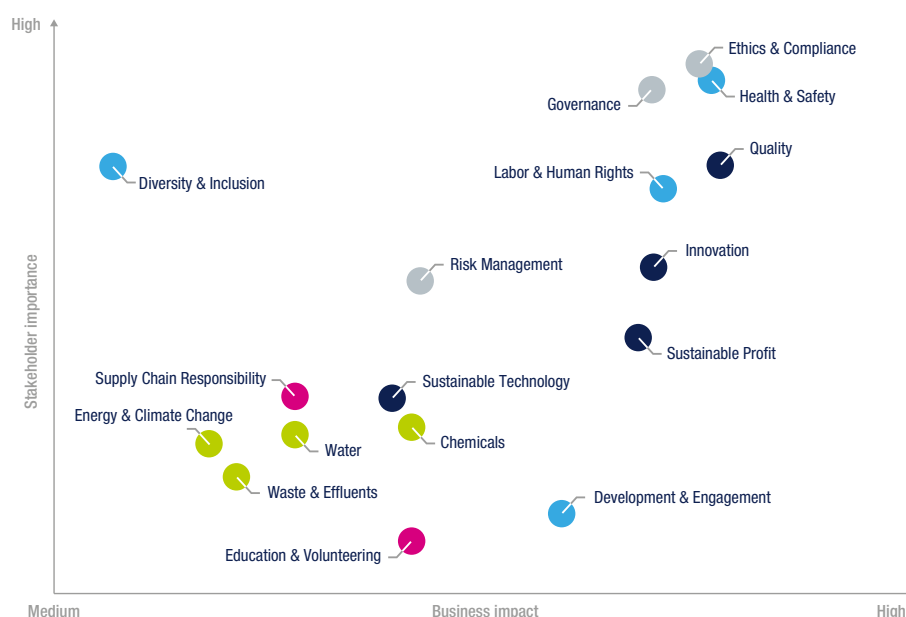 High
Ethics & Compliance
Health & Safety
Governance
Quality
Labor & Human Rights
Diversity & Inclusion
Innovation
Risk Management
Stakeholder importance
Sustainable Profit
Supply Chain Responsibility
Sustainable Technology
Energy & Climate Change
Chemicals
Water
Waste & Effluents
Development & Engagement
Education & Volunteering
Medium
Business impact
High